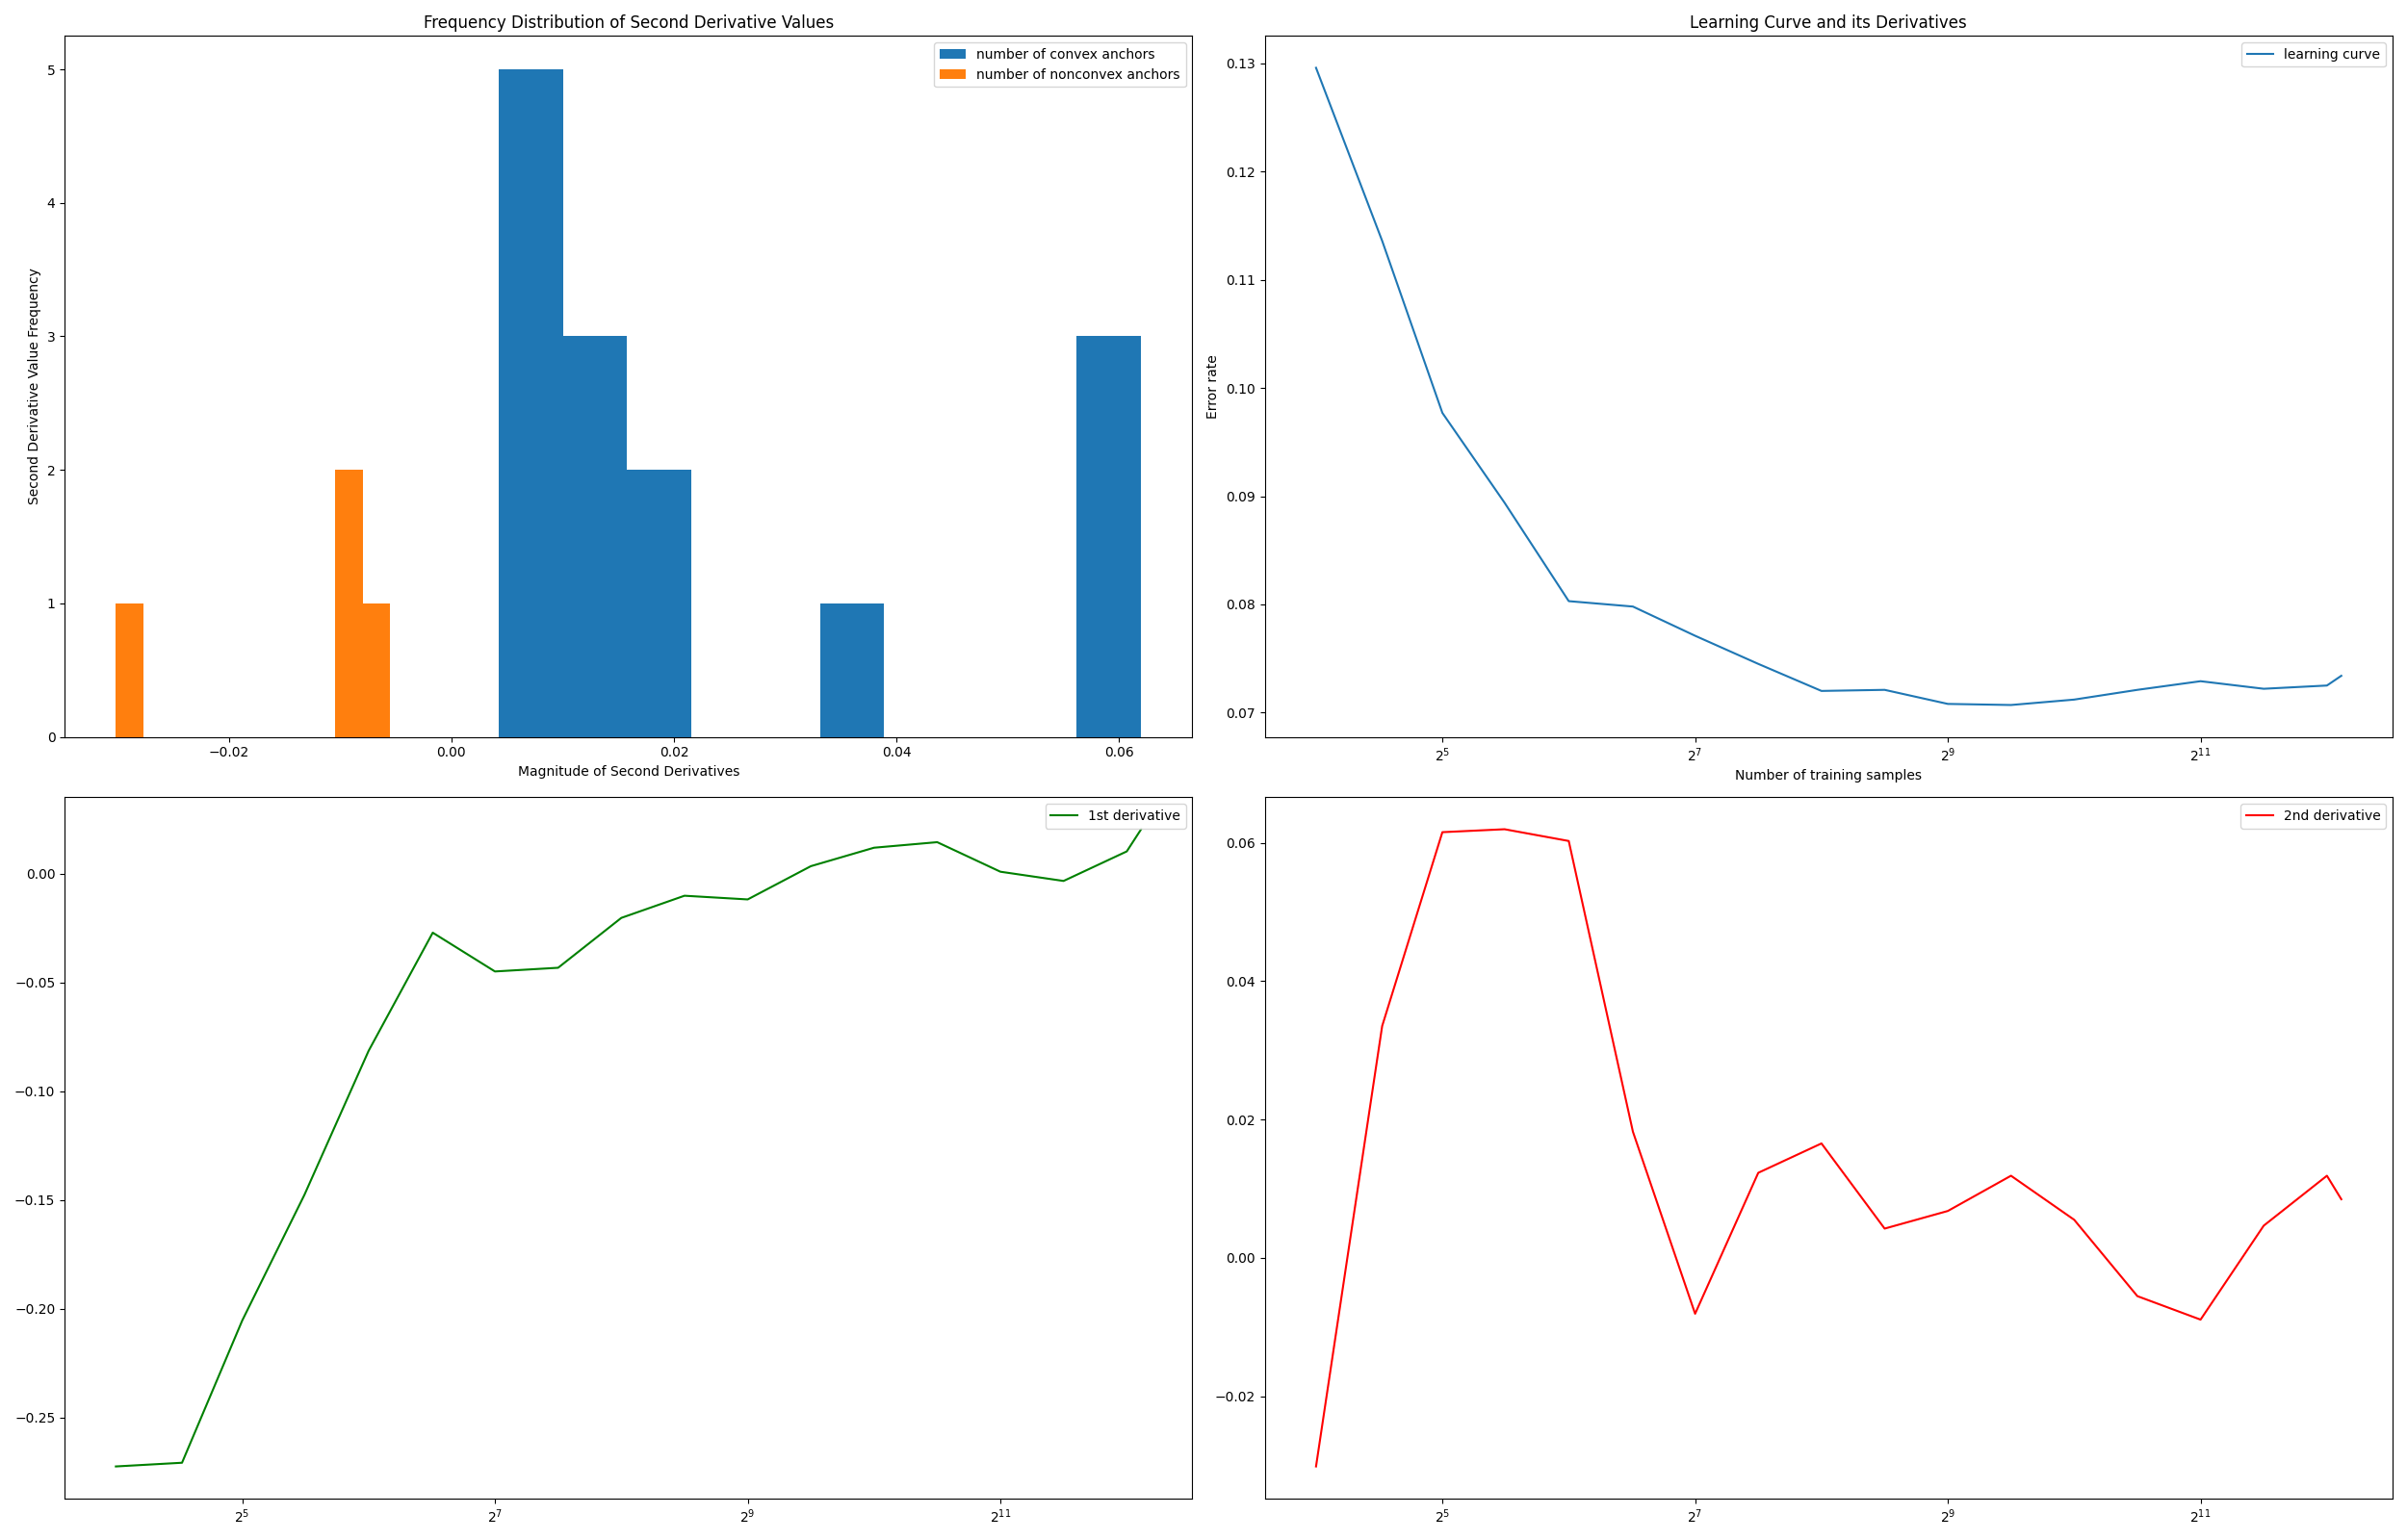 Frequency Distribution of Second Derivative Values
number of convex anchors
number of nonconvex anchors
5
4
3
2
1
0
Second Derivative Value Frequency
−0.02 0.00 0.02 0.04 0.06
Magnitude of Second Derivatives
Learning Curve and its Derivatives
learning curve
0.13
0.12
0.11
0.10
0.09
0.08
0.07
Error rate
2^5 2^7 2^9 2^11
Number of training samples
1st derivative
0.00
−0.05
−0.10
−0.15
−0.20
−0.25
2^5 2^7 2^9 2^11
2nd derivative
0.06
0.04
0.02
0.00
−0.02
2^5 2^7 2^9 2^11